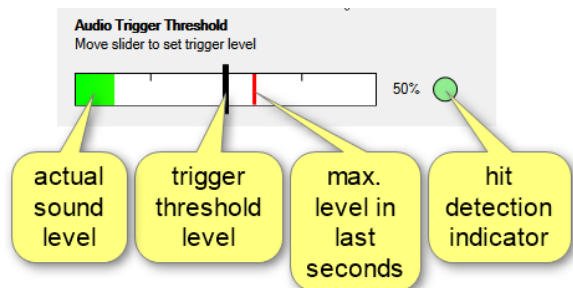 Audio Trigger Threshold
Move slider to set trigger level
50%
actual
sound
level
trigger
threshold
level
max.
level in
last
seconds
hit
detection
indicator